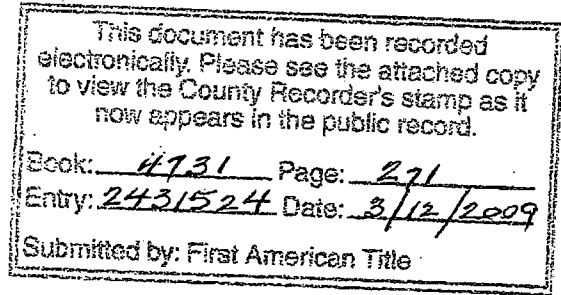 This document has been recorded
electronically. Please see the attached copy
to view the County Recorder's stamp as it
now appears in the public record.
Book: 4731 Page: 271
Entry: 2431524 Date: 3/12/2009
Submitted by: First American Title